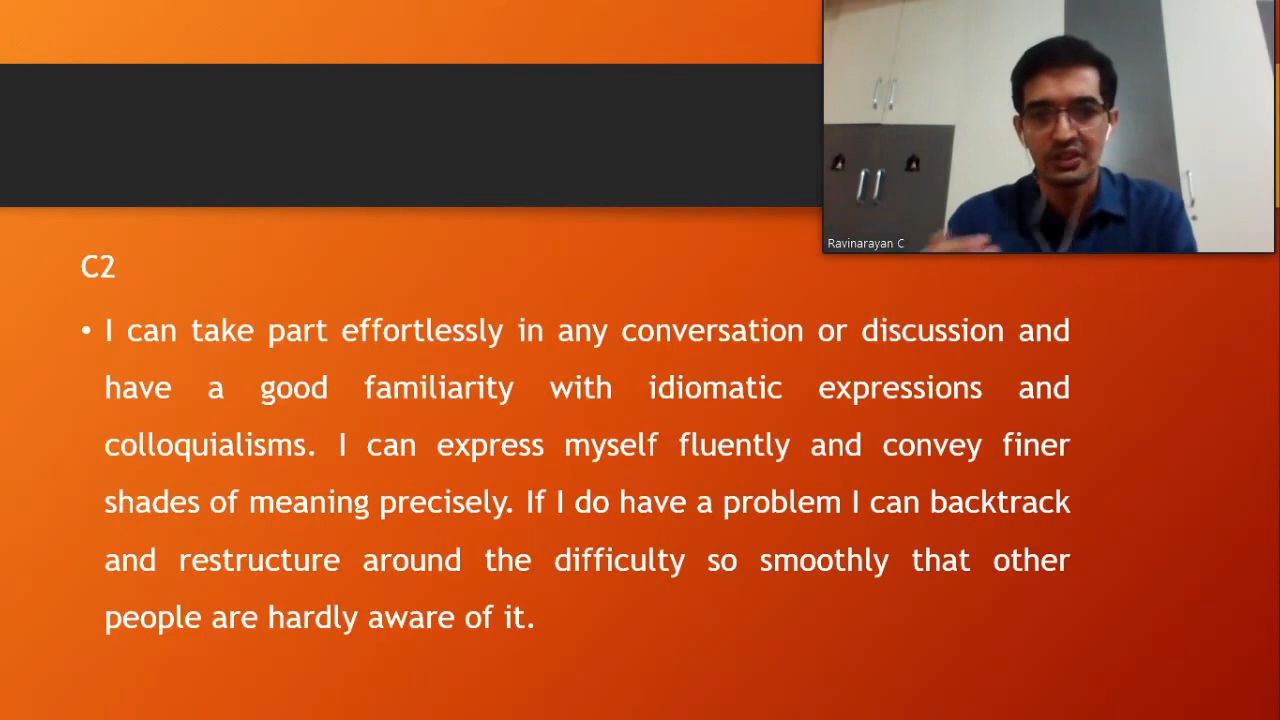 Ravinarayan C
C2
• I can take part effortlessly in any conversation or discussion and
have a good familiarity with idiomatic expressions and
colloquialisms. I can express myself fluently and convey finer
shades of meaning precisely. If I do have a problem I can backtrack
and restructure around the difficulty so smoothly that other
people are hardly aware of it.